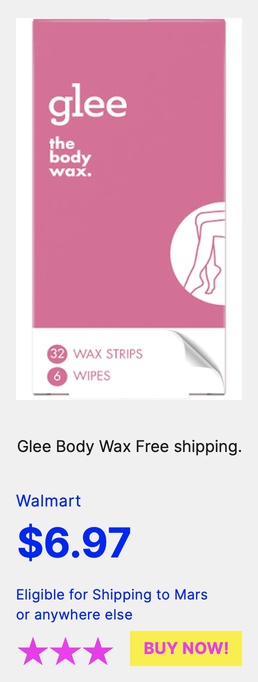 glee
the
body
wax.
32 WAX STRIPS
6 WIPES
Glee Body Wax Free shipping.
Walmart
$6.97
Eligible for Shipping to Mars
or anywhere else
BUY NOW!